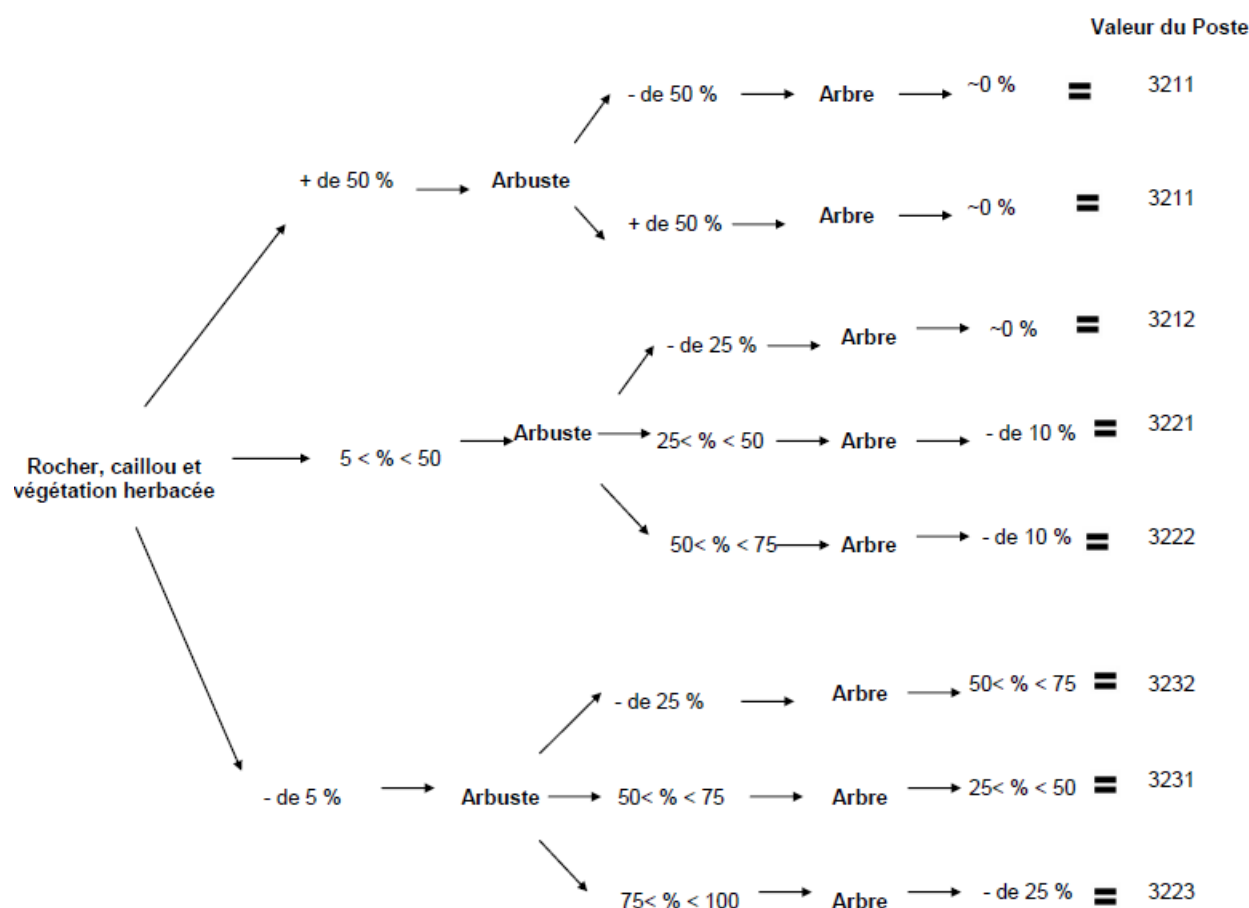 Valeur du Poste
- de 50 % Arbre ~0 % = 3211
+ de 50 % Arbuste
+ de 50 % Arbre ~0 % = 3211
- de 25 % Arbre ~0 % = 3212
Rocher, caillou et
végétation herbacée
5 < % < 50 Arbuste 25< % < 50 Arbre - de 10 % = 3221
50< % < 75 Arbre - de 10 % = 3222
- de 25 % Arbre 50< % < 75 = 3232
- de 5 % Arbuste 50< % < 75 Arbre 25< % < 50 = 3231
75< % < 100 Arbre - de 25 % = 3223